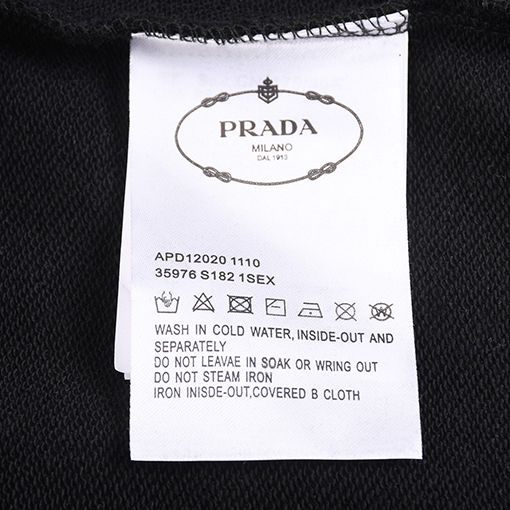 PRADA
MILANO
DAL 1913
APD12020 1110
35976 S182 1SEX
WASH IN COLD WATER, INSIDE-OUT AND
SEPARATELY
DO NOT LEAVAE IN SOAK OR WRING OUT
DO NOT STEAM IRON
IRON INISDE-OUT,COVERED B CLOTH